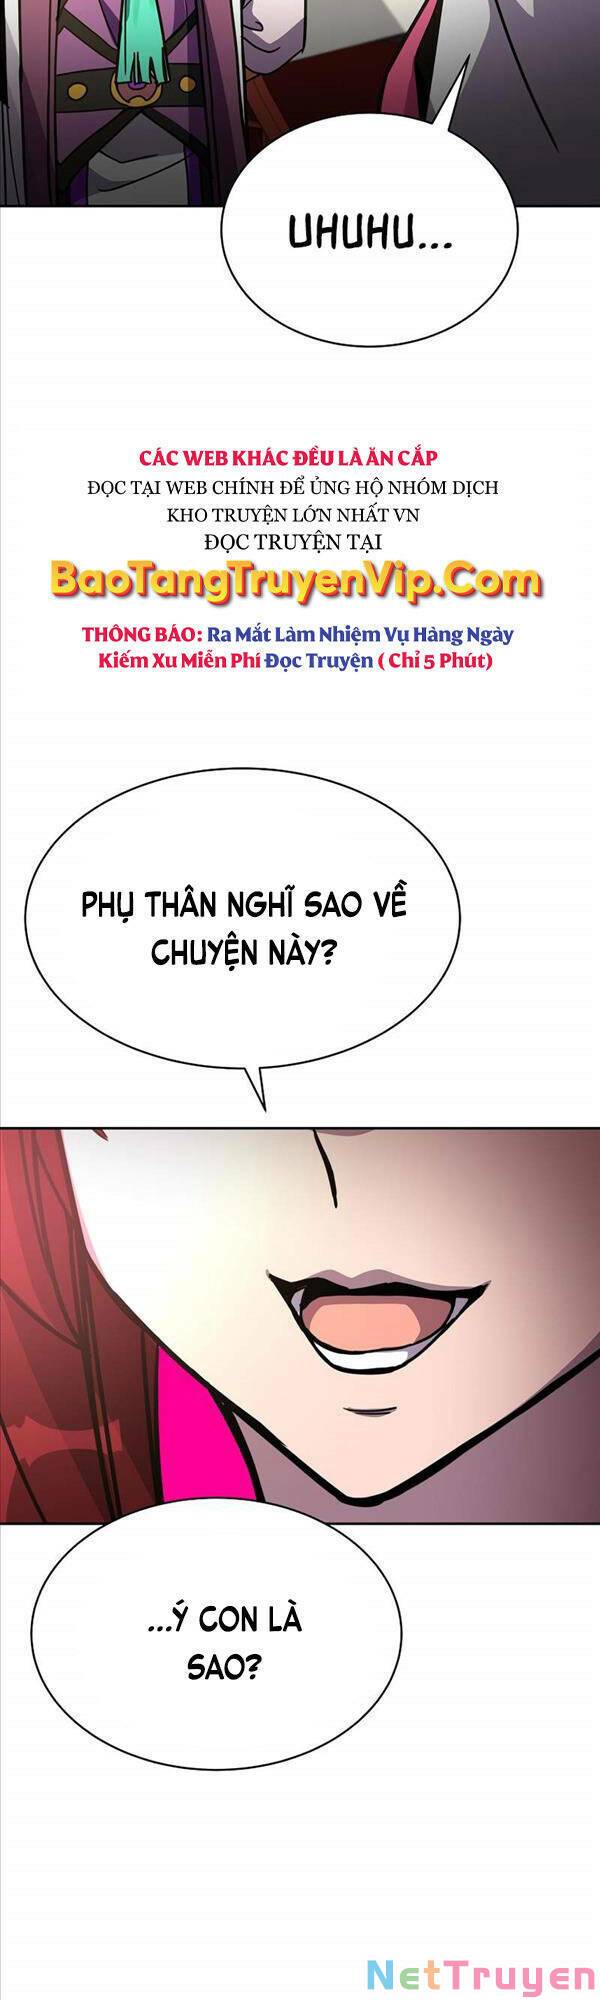 UHUHU...
CÁC WEB KHÁC ĐỀU LÀ ĂN CẮP
ĐỌC TẠI WEB CHÍNH ĐỂ ỦNG HỘ NHÓM DỊCH
KHO TRUYỆN LỚN NHẤT VN
ĐỌC TRUYỆN TẠI
BaoTangTruyenVip.Com
THÔNG BÁO: Ra Mắt Làm Nhiệm Vụ Hàng Ngày
Kiếm Xu Miễn Phí Đọc Truyện ( Chỉ 5 Phút)
PHỤ THÂN NGHĨ SAO VỀ
CHUYỆN NÀY?
...Ý CON LÀ
SAO?
NetTruyen